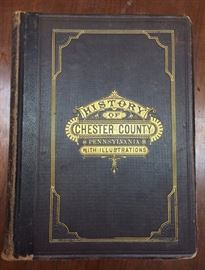 HISTORY
OF
CHESTER COUNTY
PENNSYLVANIA
WITH ILLUSTRATIONS